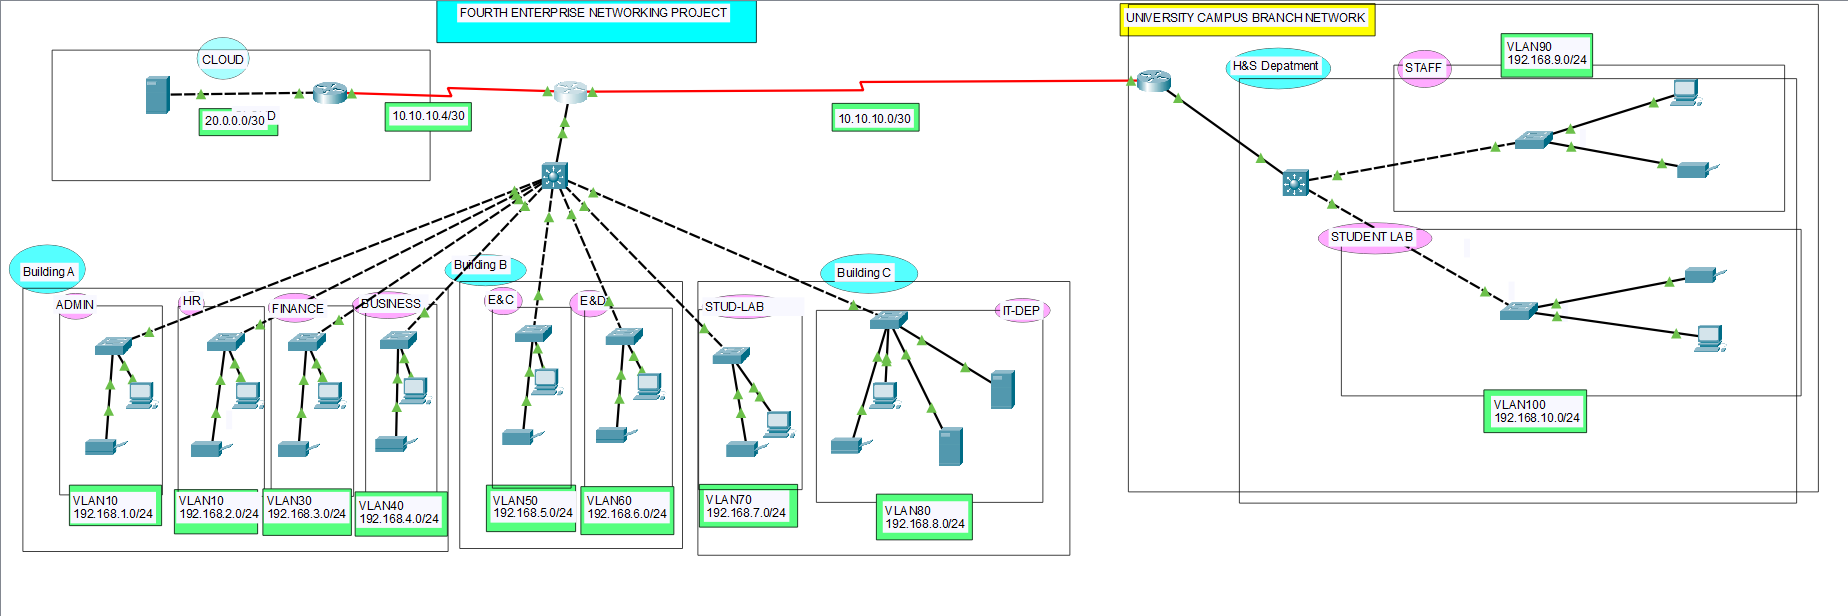 FOURTH ENTERPRISE NETWORKING PROJECT
UNIVERSITY CAMPUS BRANCH NETWORK
CLOUD
20.0.0.0/30
D
10.10.10.4/30
10.10.10.0/30
H&S Depatment
STAFF
VLAN90
192.168.9.0/24
STUDENT LAB
VLAN100
192.168.10.0/24
Building A
ADMIN
HR
FINANCE
BUSINESS
VLAN10
192.168.1.0/24
VLAN10
192.168.2.0/24
VLAN30
192.168.3.0/24
VLAN40
192.168.4.0/24
Building B
E&C
E&D
VLAN50
192.168.5.0/24
VLAN60
192.168.6.0/24
Building C
STUD-LAB
IT-DEP
VLAN70
192.168.7.0/24
VLAN80
192.168.8.0/24